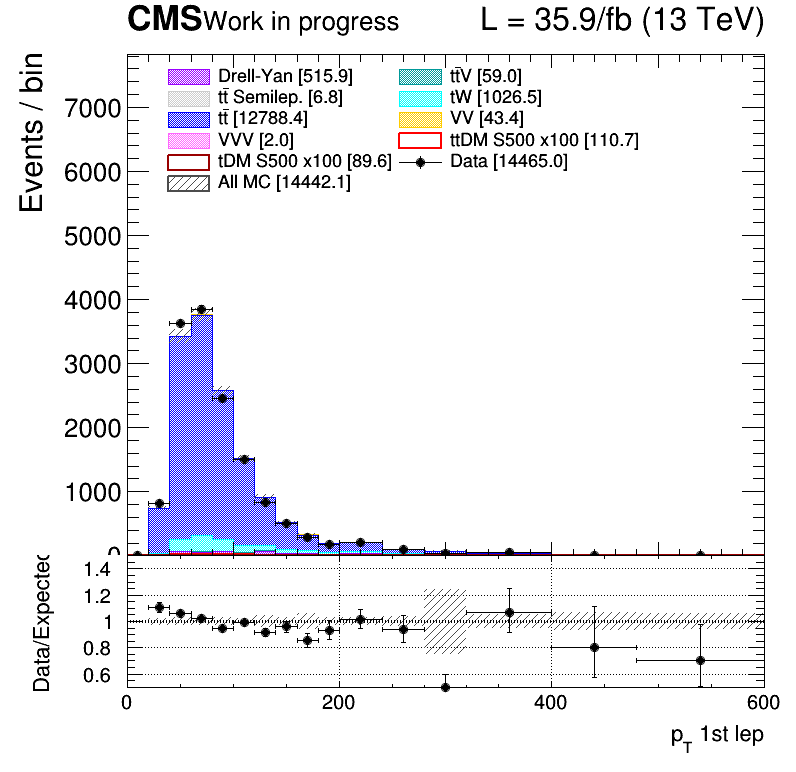 CMS Work in progress L = 35.9/fb (13 TeV)
Events / bin
Drell-Yan [515.9] tt̄V [59.0]
tt̄ Semilep. [6.8] tW [1026.5]
tt̄ [12788.4] VV [43.4]
VVV [2.0] ttDM S500 x100 [110.7]
tDM S500 x100 [89.6] Data [14465.0]
All MC [14442.1]
7000
6000
5000
4000
3000
2000
1000
0
Data/Expected
1.4
1.2
1
0.8
0.6
0 200 400 600
p_T 1st lep